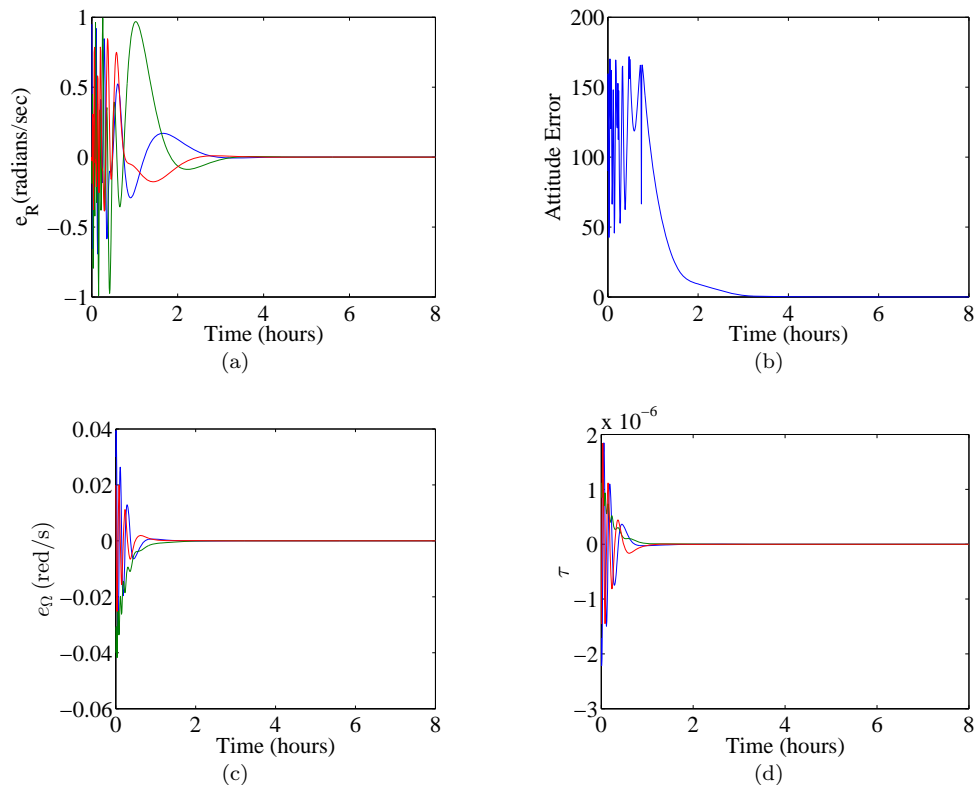 1
0.5
0
−0.5
−1
e_R(radians/sec)
0 2 4 6 8
Time (hours)
(a)
200
150
100
50
0
Attitude Error
0 2 4 6 8
Time (hours)
(b)
0.04
0.02
0
−0.02
−0.04
−0.06
e_Ω (red/s)
0 2 4 6 8
Time (hours)
(c)
x 10^−6
2
1
0
−1
−2
−3
τ
0 2 4 6 8
Time (hours)
(d)